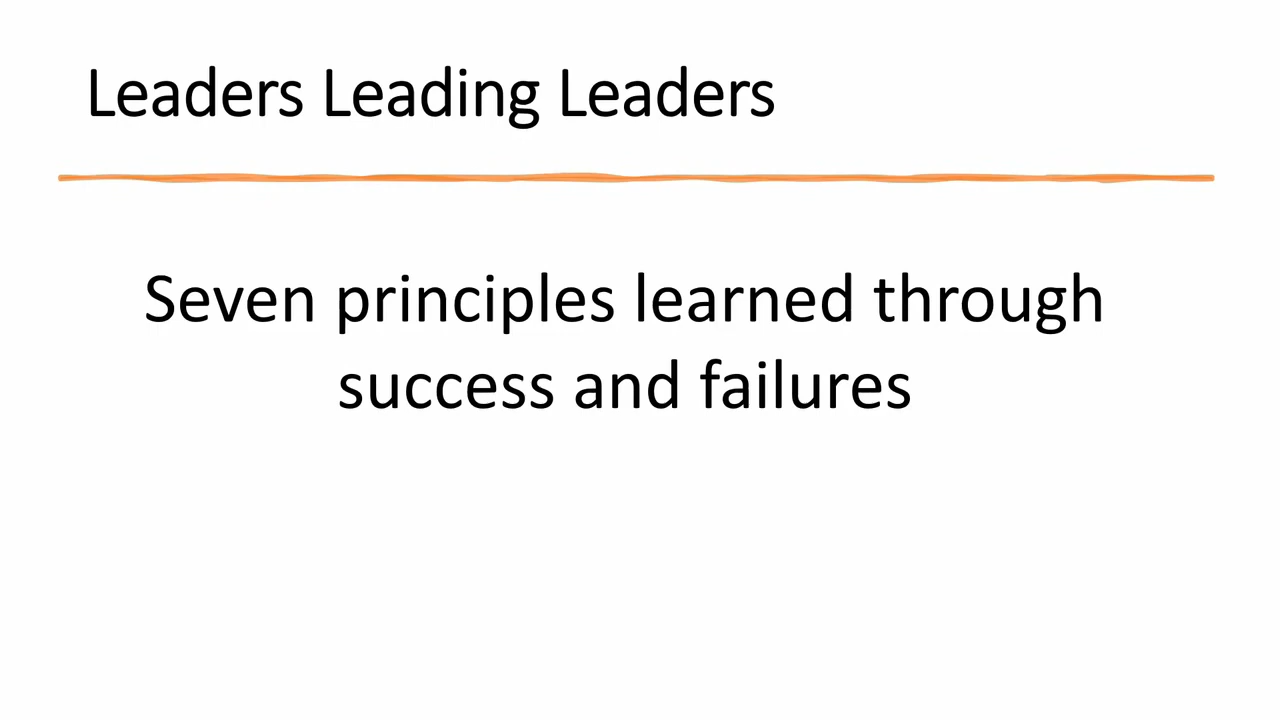 Leaders Leading Leaders
Seven principles learned through
success and failures